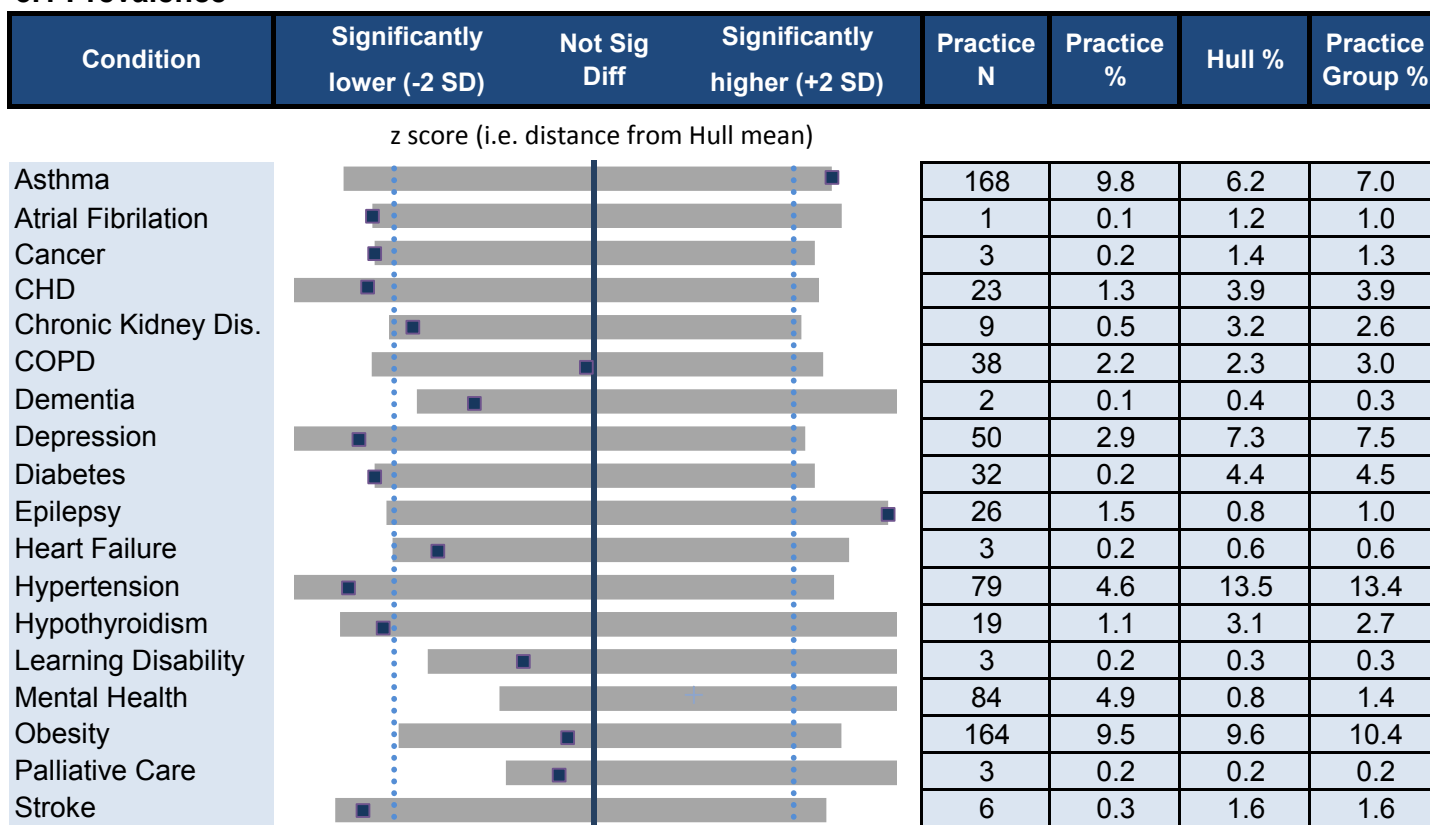 Condition Significantly lower (-2 SD) Not Sig Diff Significantly higher (+2 SD) Practice N Practice % Hull % Practice Group %
z score (i.e. distance from Hull mean)
Asthma 168 9.8 6.2 7.0
Atrial Fibrilation 1 0.1 1.2 1.0
Cancer 3 0.2 1.4 1.3
CHD 23 1.3 3.9 3.9
Chronic Kidney Dis. 9 0.5 3.2 2.6
COPD 38 2.2 2.3 3.0
Dementia 2 0.1 0.4 0.3
Depression 50 2.9 7.3 7.5
Diabetes 32 0.2 4.4 4.5
Epilepsy 26 1.5 0.8 1.0
Heart Failure 3 0.2 0.6 0.6
Hypertension 79 4.6 13.5 13.4
Hypothyroidism 19 1.1 3.1 2.7
Learning Disability 3 0.2 0.3 0.3
Mental Health 84 4.9 0.8 1.4
Obesity 164 9.5 9.6 10.4
Palliative Care 3 0.2 0.2 0.2
Stroke 6 0.3 1.6 1.6